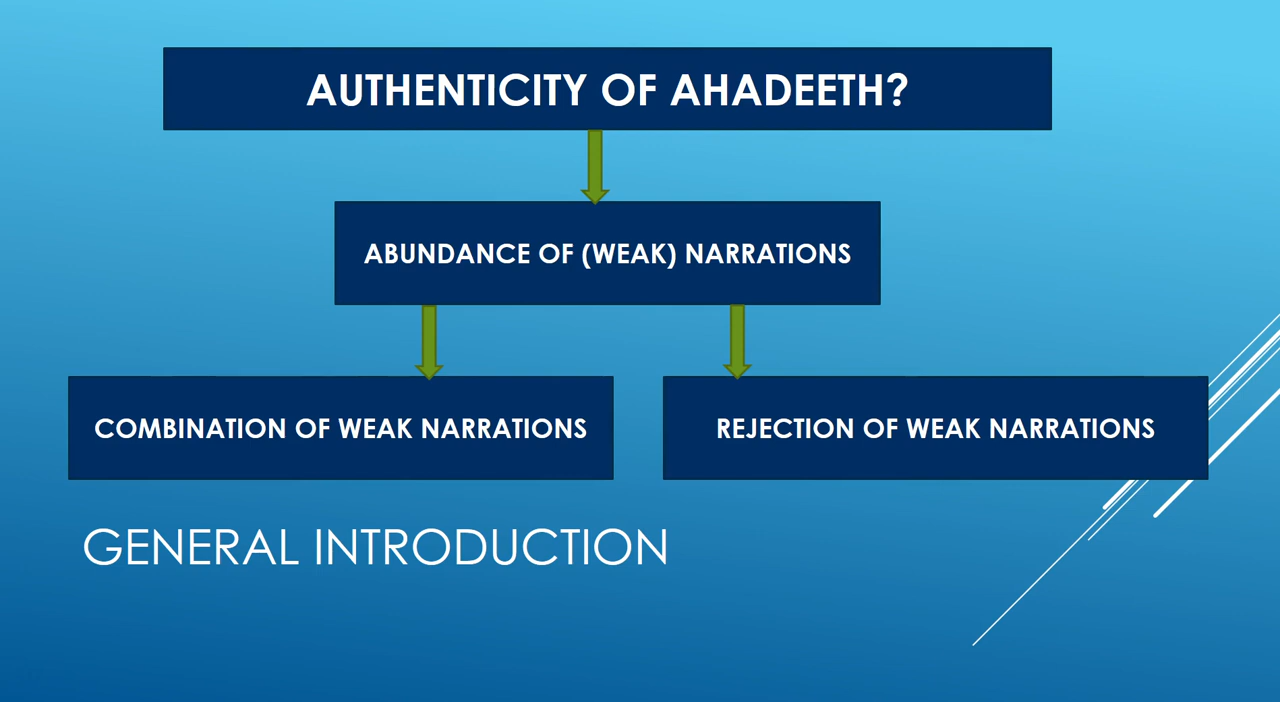 AUTHENTICITY OF AHADEETH?
ABUNDANCE OF (WEAK) NARRATIONS
COMBINATION OF WEAK NARRATIONS
REJECTION OF WEAK NARRATIONS
GENERAL INTRODUCTION